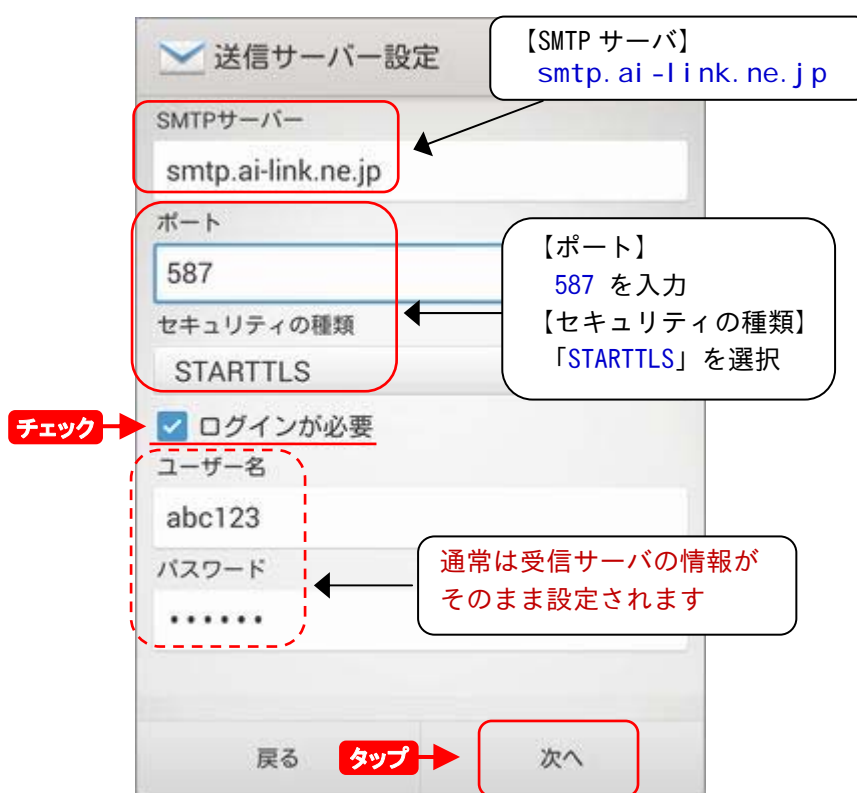 送信サーバー設定
【SMTP サーバ】
smtp.ai-link.ne.jp
SMTPサーバー
smtp.ai-link.ne.jp
ポート
587
【ポート】
587 を入力
【セキュリティの種類】
「STARTTLS」を選択
セキュリティの種類
STARTTLS
チェック
ログインが必要
ユーザー名
abc123
パスワード
••••••
通常は受信サーバの情報が
そのまま設定されます
戻る
タップ
次へ